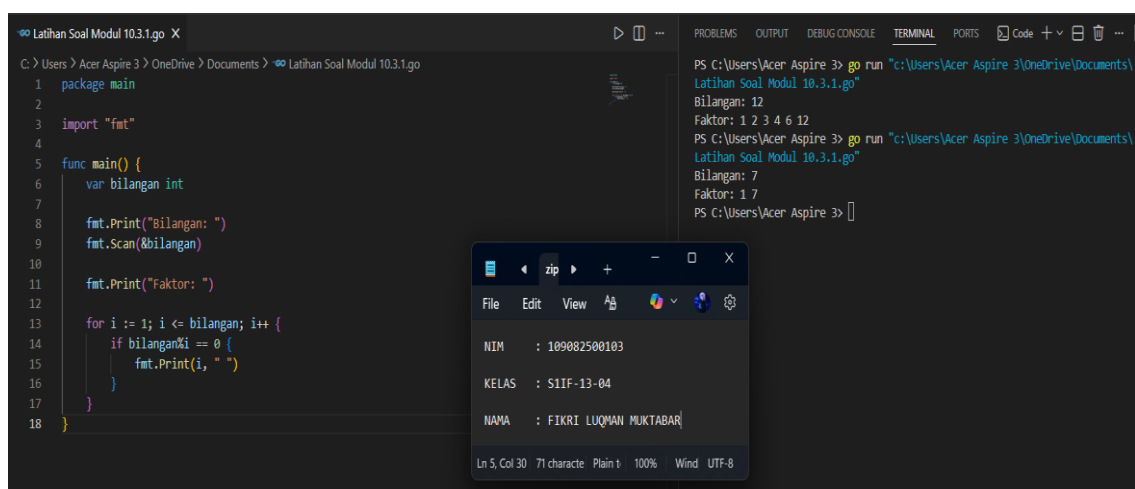 Latihan Soal Modul 10.3.1.go X
C: > Users > Acer Aspire 3 > OneDrive > Documents > Latihan Soal Modul 10.3.1.go
1 package main
2
3 import "fmt"
4
5 func main() {
6 var bilangan int
7
8 fmt.Print("Bilangan: ")
9 fmt.Scan(&bilangan)
10
11 fmt.Print("Faktor: ")
12
13 for i := 1; i <= bilangan; i++ {
14 if bilangan%i == 0 {
15 fmt.Print(i, " ")
16 }
17 }
18 }
PROBLEMS OUTPUT DEBUG CONSOLE TERMINAL PORTS Code
PS C:\Users\Acer Aspire 3> go run "c:\Users\Acer Aspire 3\OneDrive\Documents\
Latihan Soal Modul 10.3.1.go"
Bilangan: 12
Faktor: 1 2 3 4 6 12
PS C:\Users\Acer Aspire 3> go run "c:\Users\Acer Aspire 3\OneDrive\Documents\
Latihan Soal Modul 10.3.1.go"
Bilangan: 7
Faktor: 1 7
PS C:\Users\Acer Aspire 3>
zip
File Edit View
NIM : 109082500103
KELAS : S1IF-13-04
NAMA : FIKRI LUQMAN MUKTABAR
Ln 5, Col 30 71 characte Plain t 100% Wind UTF-8